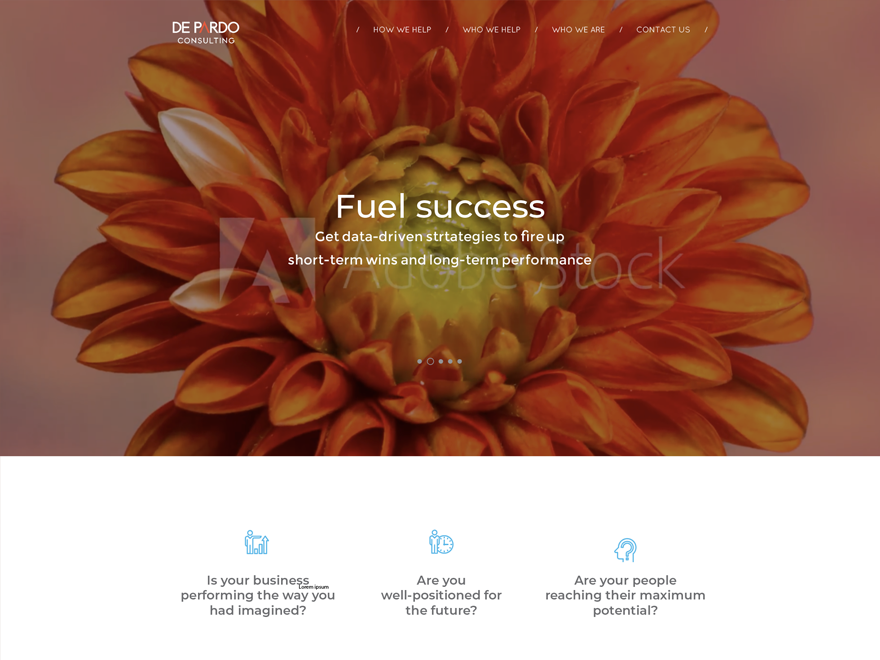 DE PARDO
CONSULTING
/ HOW WE HELP / WHO WE HELP / WHO WE ARE / CONTACT US /
Fuel success
Get data-driven strtategies to fire up
short-term wins and long-term performance
Adobe Stock
Is your business
Lorem ipsum
performing the way you
had imagined?
Are you
well-positioned for
the future?
Are your people
reaching their maximum
potential?